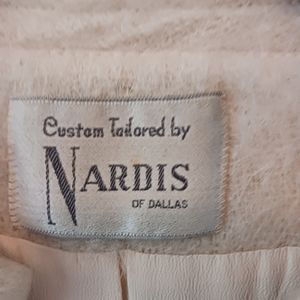 Custom Tailored by
NARDIS
OF DALLAS